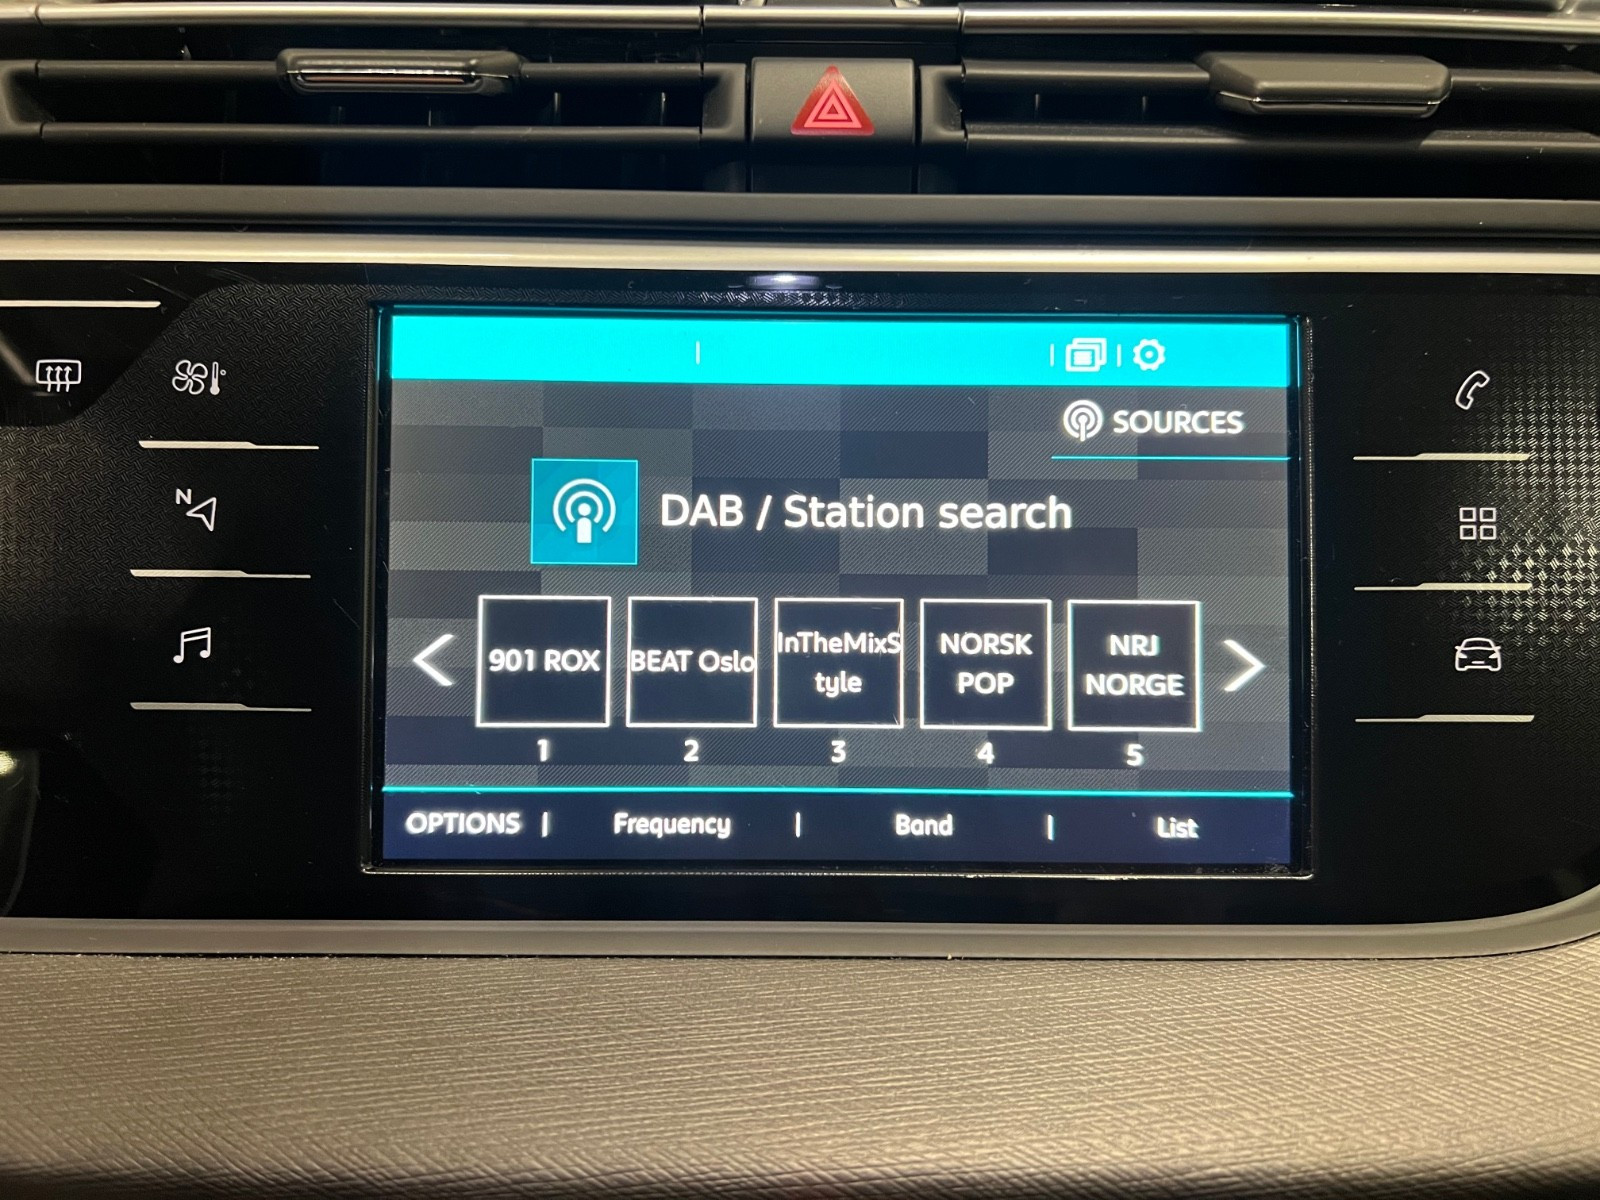 SOURCES
N
DAB / Station search
901 ROX
BEAT Oslo
InTheMixS
tyle
NORSK
POP
NRJ
NORGE
1 2 3 4 5
OPTIONS | Frequency | Band | List